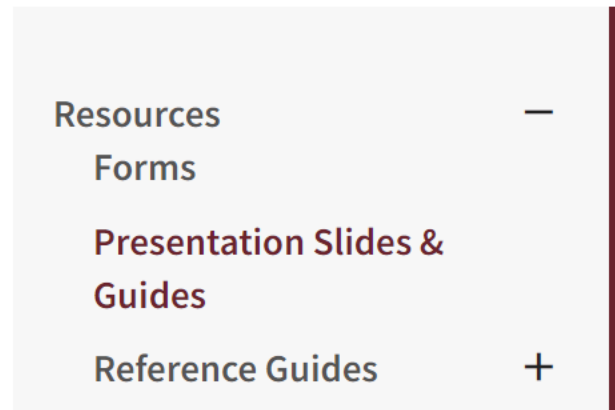 Resources
Forms
Presentation Slides &
Guides
Reference Guides